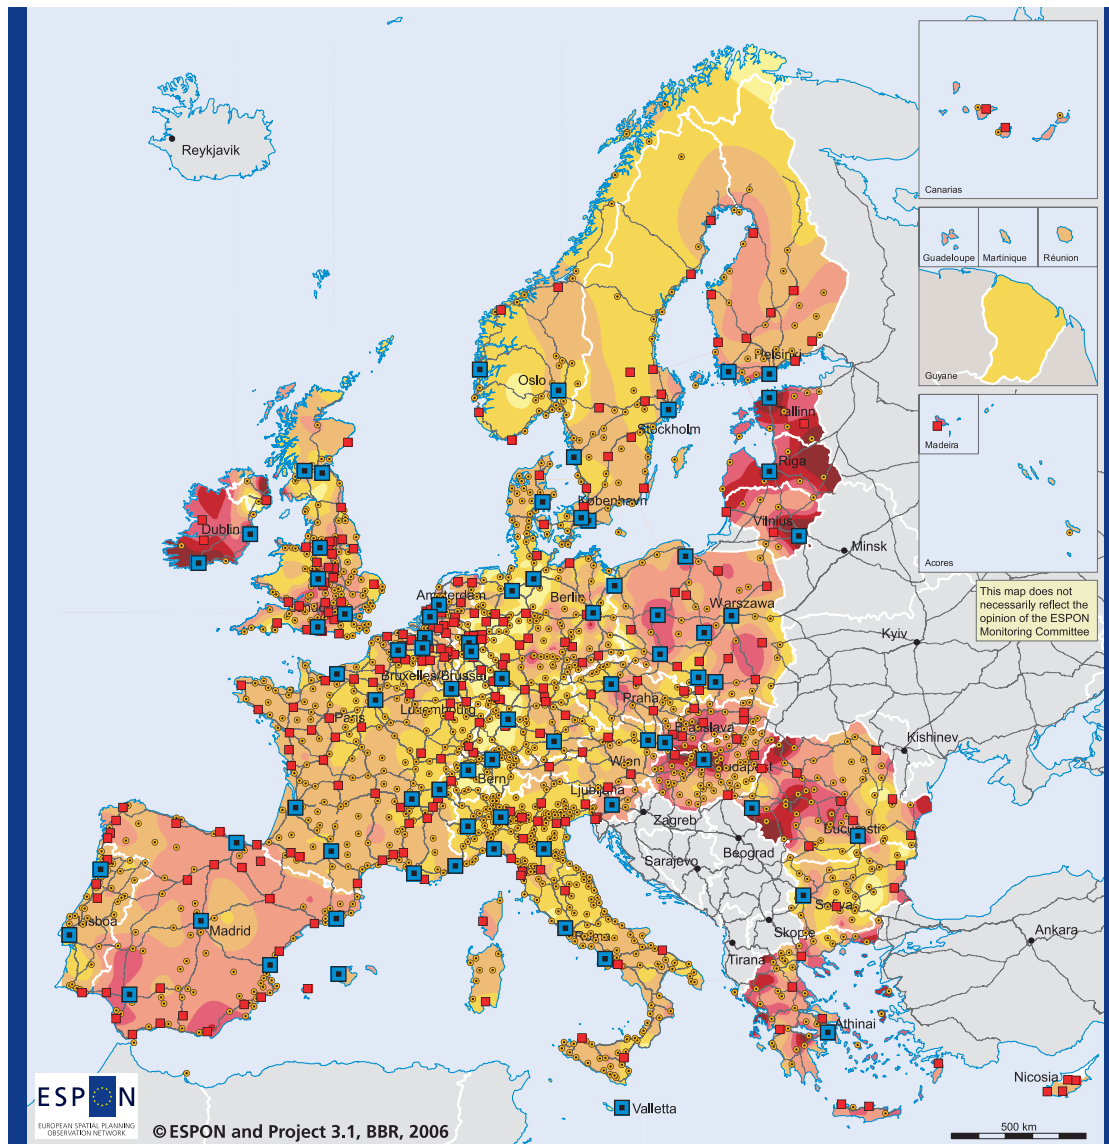 Reykjavik
Canarias
Guadeloupe
Martinique
Réunion
Guyane
Madeira
Acores
This map does not
necessarily reflect the
opinion of the ESPON
Monitoring Committee
Oslo
Helsinki
Tallinn
Stockholm
Riga
København
Vilnius
Dublin
Minsk
Amsterdam
Berlin
Warszawa
Kyiv
Bruxelles/Brussel
Praha
Luxembourg
Paris
Bratislava
Kishinev
Wien
Budapest
Bern
Ljubljana
Zagreb
Bucuresti
Beograd
Sarajevo
Lisboa
Madrid
Roma
Sofiya
Skopje
Tirana
Ankara
Athinai
Nicosia
Valletta
ESPON
EUROPEAN SPATIAL PLANNING
OBSERVATION NETWORK
© ESPON and Project 3.1, BBR, 2006
500 km